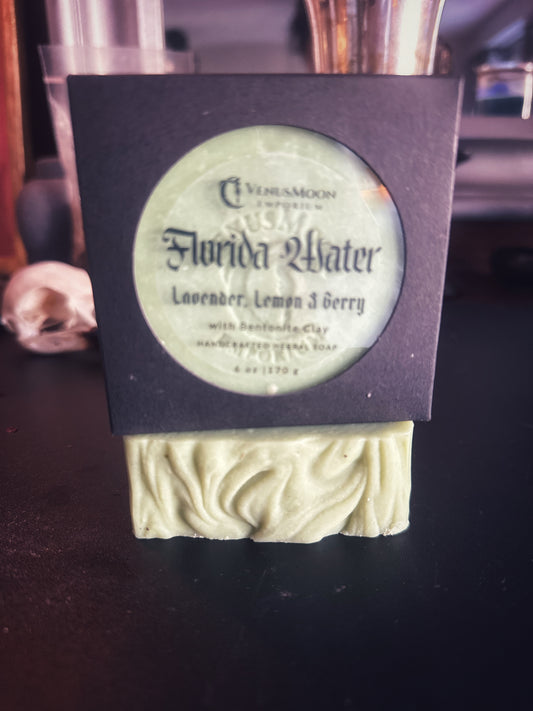 VenusMoon
EMPORIUM
Florida Water
Lavender, Lemon & Berry
with Bentonite Clay
HANDCRAFTED HERBAL SOAP
6 oz | 170 g